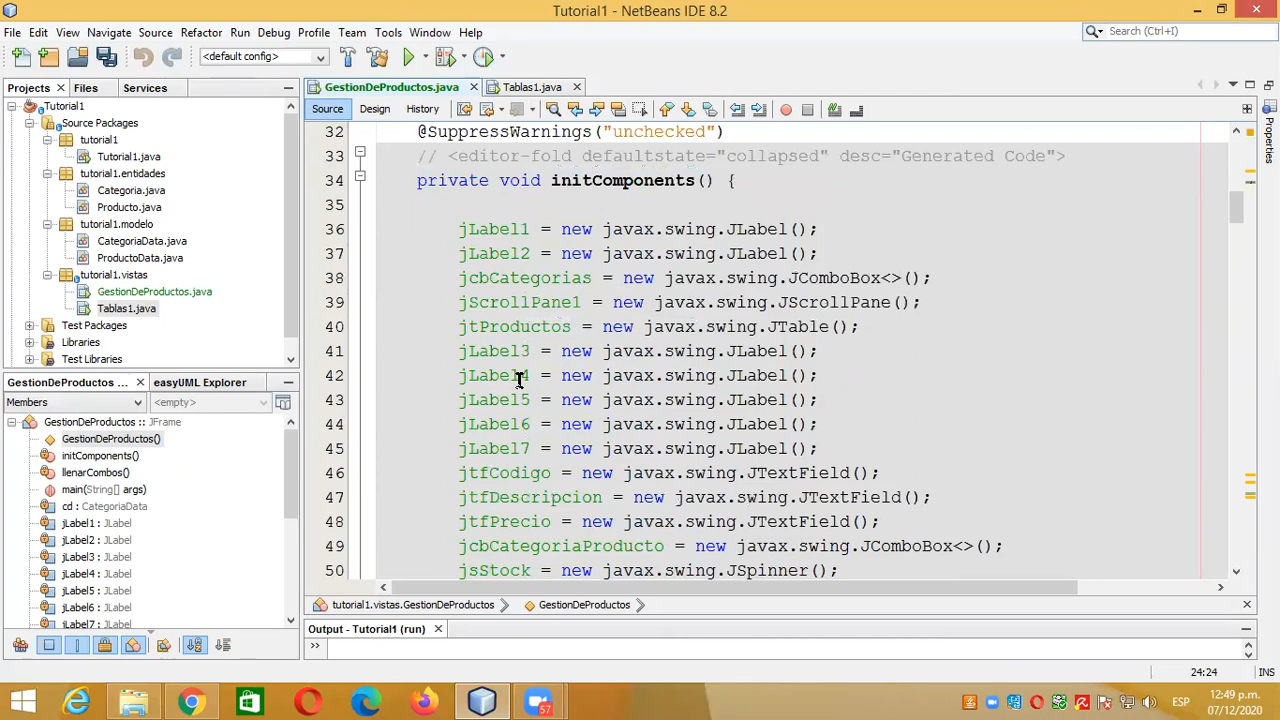 Tutorial1 - NetBeans IDE 8.2
File Edit View Navigate Source Refactor Run Debug Profile Team Tools Window Help
Search (Ctrl+I)
<default config>
Projects Files Services
GestionDeProductos.java
Tablas1.java
Source Design History
Tutorial1
Source Packages
tutorial1
Tutorial1.java
tutorial1.entidades
Categoria.java
Producto.java
tutorial1.modelo
CategoriaData.java
ProductoData.java
tutorial1.vistas
GestionDeProductos.java
Tablas1.java
Test Packages
Libraries
Test Libraries
GestionDeProductos ...
easyUML Explorer
Members
<empty>
GestionDeProductos :: JFrame
GestionDeProductos()
initComponents()
llenarCombos()
main(String[] args)
cd : CategoriaData
jLabel1 : JLabel
jLabel2 : JLabel
jLabel3 : JLabel
jLabel4 : JLabel
jLabel5 : JLabel
jLabel6 : JLabel
jLabel7 : JLabel
32 @SuppressWarnings("unchecked")
33 // <editor-fold defaultstate="collapsed" desc="Generated Code">
34 private void initComponents() {
35
36 jLabel1 = new javax.swing.JLabel();
37 jLabel2 = new javax.swing.JLabel();
38 jcbCategorias = new javax.swing.JComboBox<>();
39 jScrollPane1 = new javax.swing.JScrollPane();
40 jtProductos = new javax.swing.JTable();
41 jLabel3 = new javax.swing.JLabel();
42 jLabel4 = new javax.swing.JLabel();
43 jLabel5 = new javax.swing.JLabel();
44 jLabel6 = new javax.swing.JLabel();
45 jLabel7 = new javax.swing.JLabel();
46 jtfCodigo = new javax.swing.JTextField();
47 jtfDescripcion = new javax.swing.JTextField();
48 jtfPrecio = new javax.swing.JTextField();
49 jcbCategoriaProducto = new javax.swing.JComboBox<>();
50 jsStock = new javax.swing.JSpinner();
Properties
tutorial1.vistas.GestionDeProductos
GestionDeProductos
Output - Tutorial1 (run)
24:24
INS
57
ESP
12:49 p.m.
07/12/2020